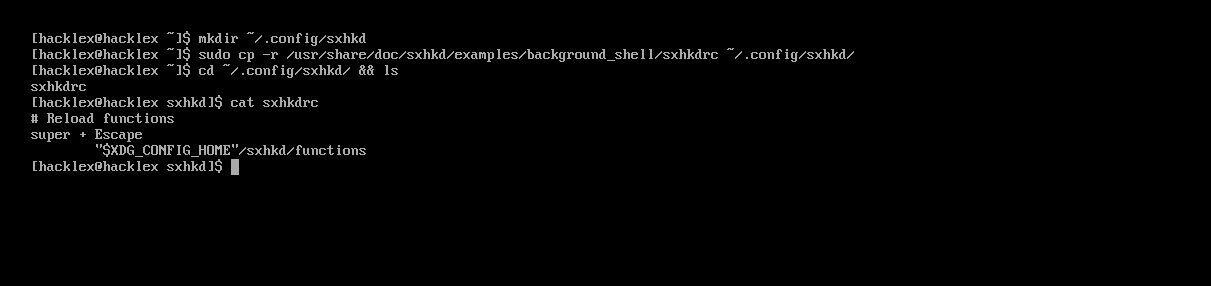 [hacklex@hacklex ~]$ mkdir ~/.config/sxhkd
[hacklex@hacklex ~]$ sudo cp -r /usr/share/doc/sxhkd/examples/background_shell/sxhkdrc ~/.config/sxhkd/
[hacklex@hacklex ~]$ cd ~/.config/sxhkd/ && ls
sxhkdrc
[hacklex@hacklex sxhkd]$ cat sxhkdrc
# Reload functions
super + Escape
        "$XDG_CONFIG_HOME"/sxhkd/functions
[hacklex@hacklex sxhkd]$